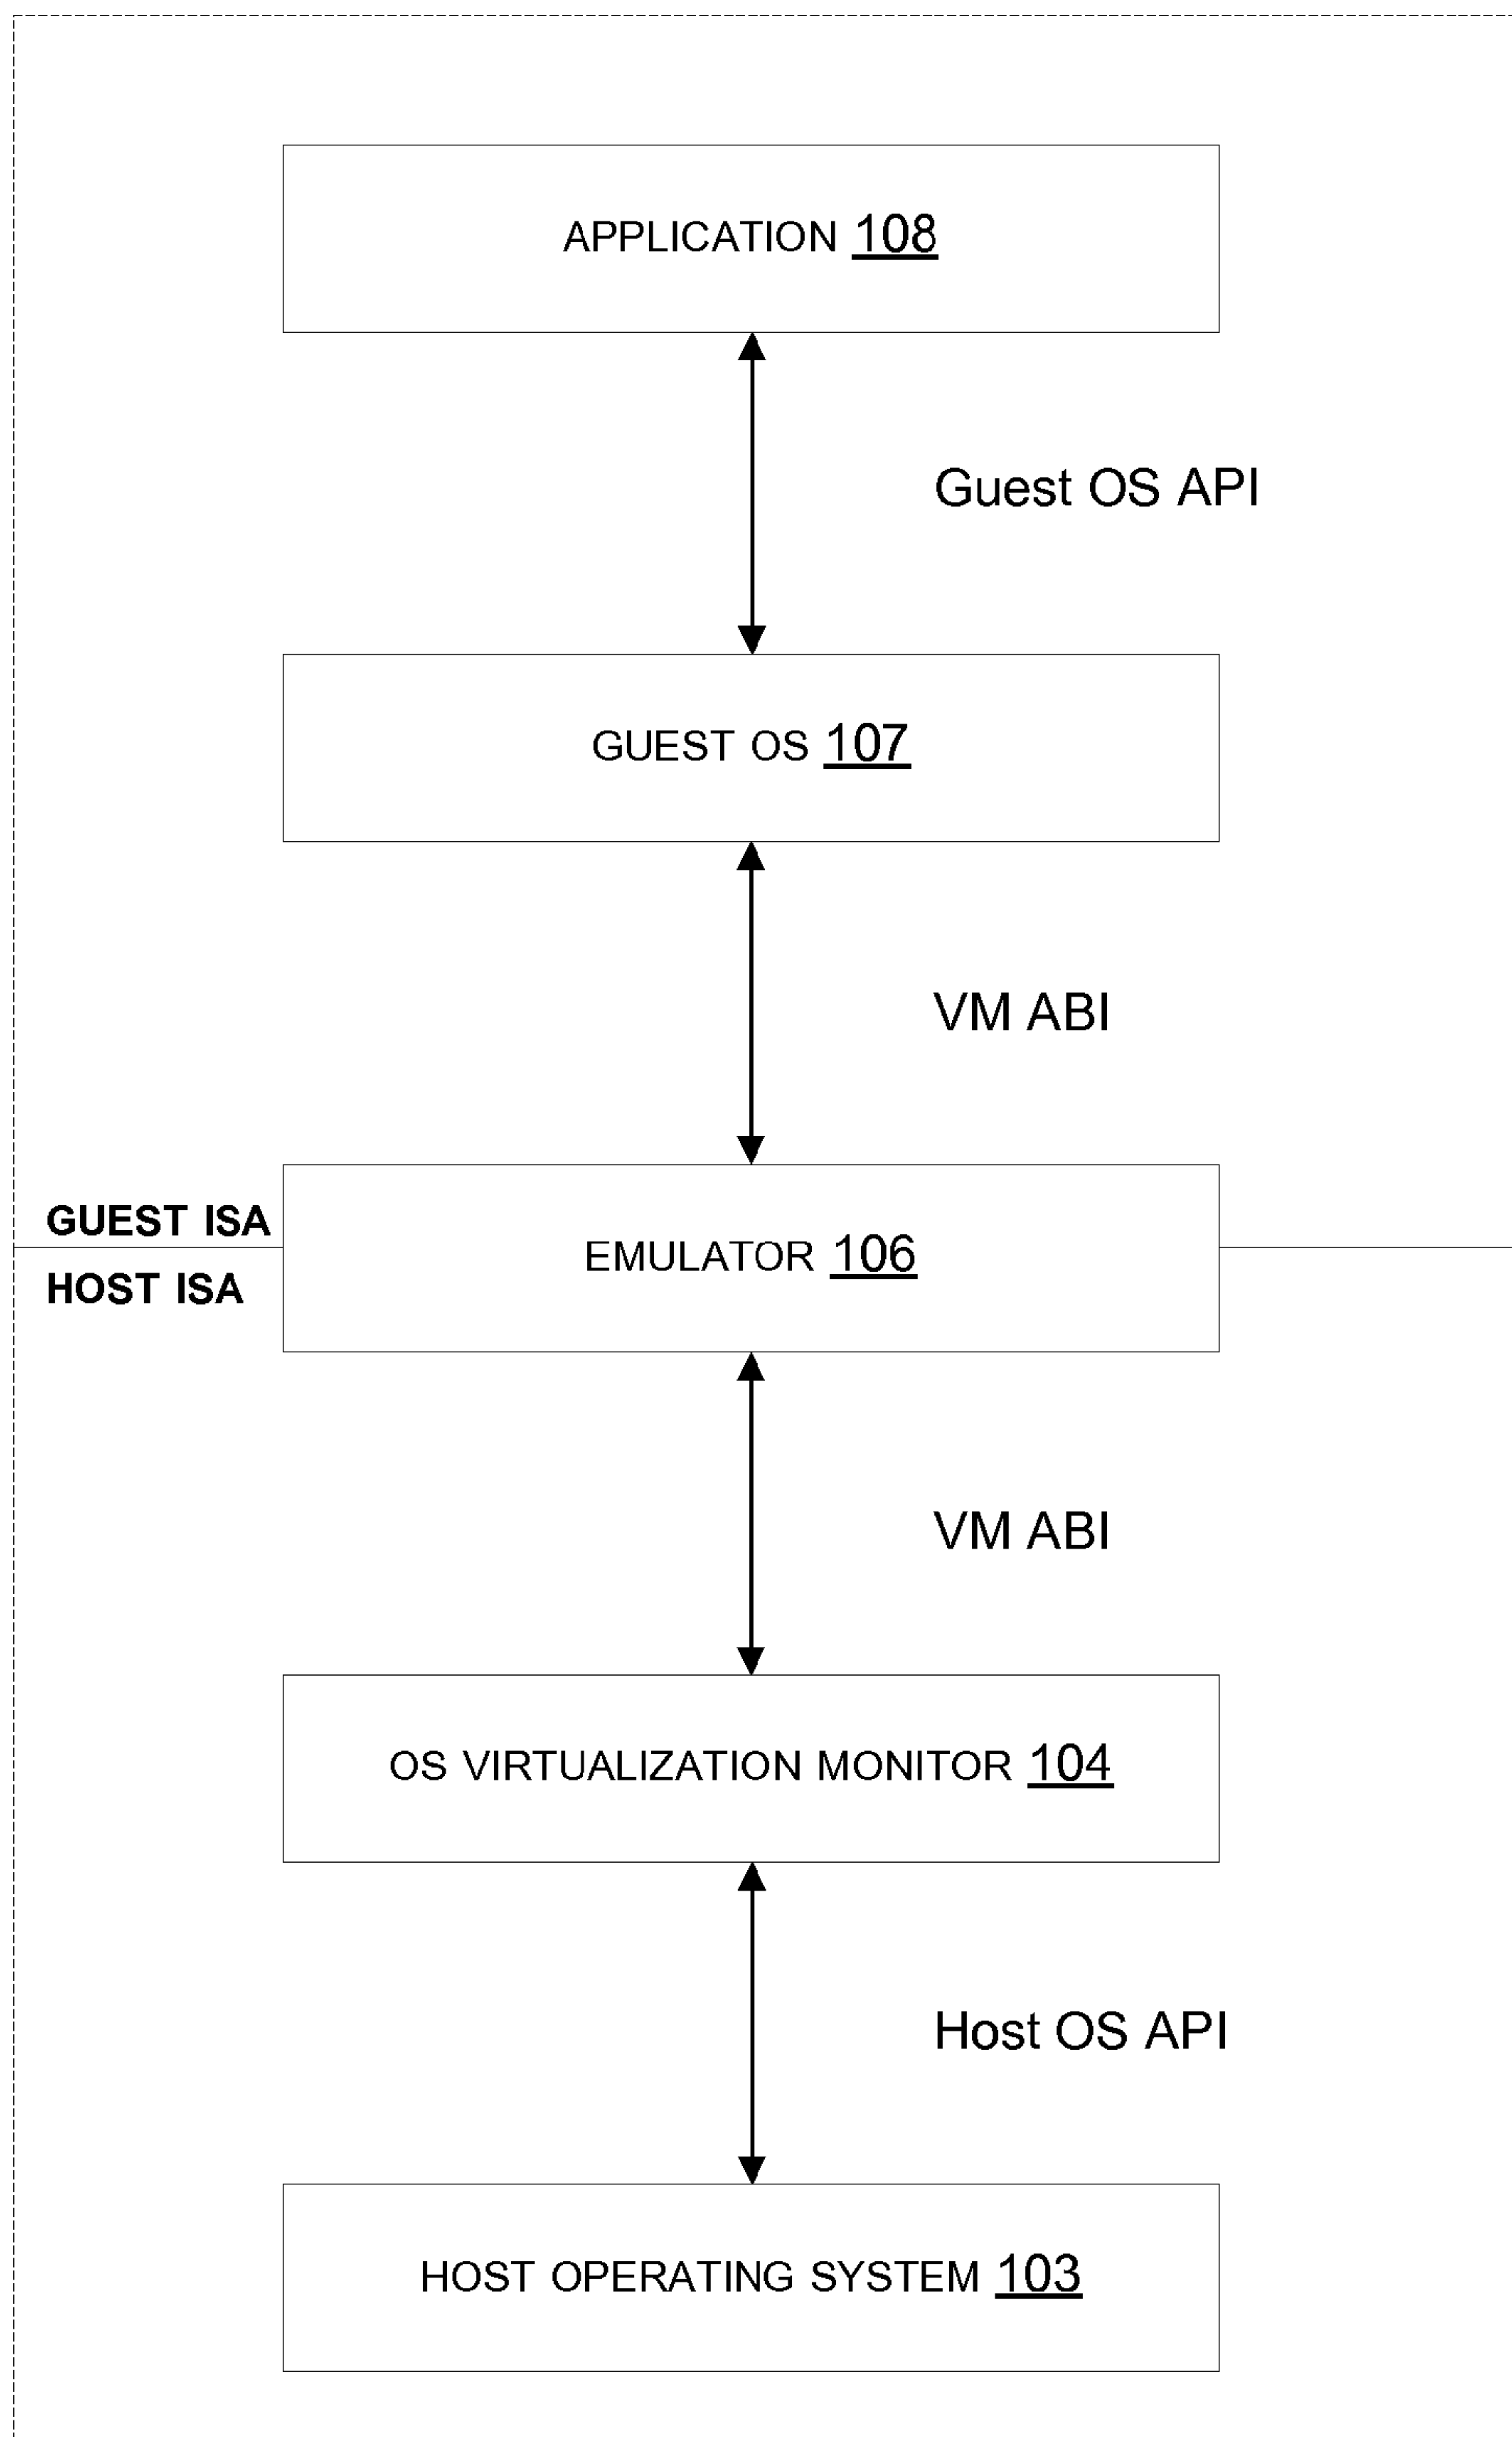 APPLICATION 108
Guest OS API
GUEST OS 107
VM ABI
GUEST ISA
EMULATOR 106
HOST ISA
VM ABI
OS VIRTUALIZATION MONITOR 104
Host OS API
HOST OPERATING SYSTEM 103